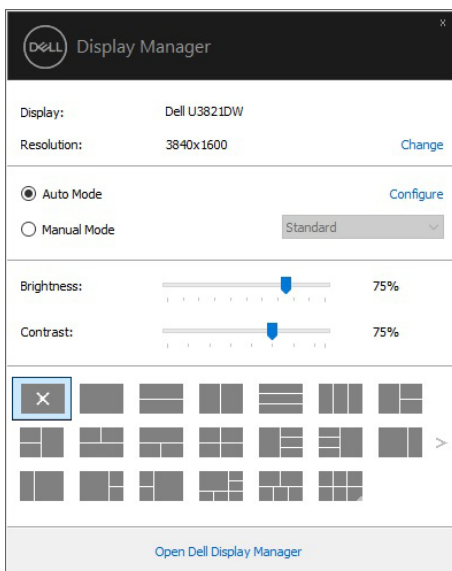 x
DELL Display Manager
Display: Dell U3821DW
Resolution: 3840x1600 Change
Auto Mode Configure
Manual Mode Standard
Brightness: 75%
Contrast: 75%
Open Dell Display Manager